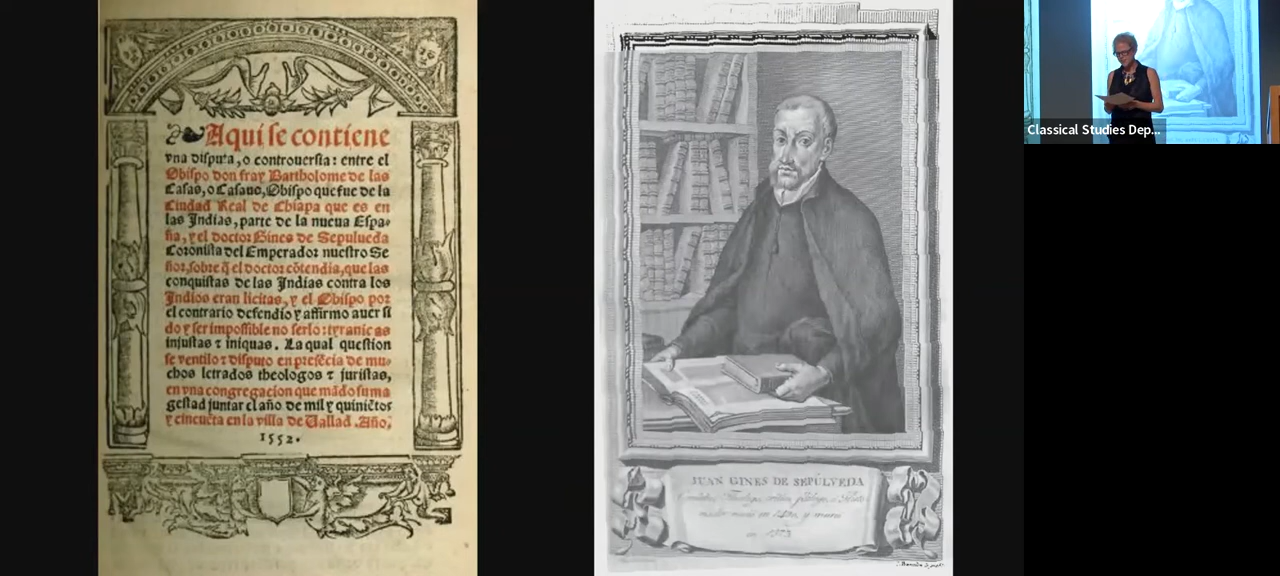 Aqui se contiene
vna disputa, o controuersia: entre el
Obispo don fray Bartholome de las
Casas, o Casaus, Obispo que fue de la
Ciudad Real de Chiapa que es en
las Indias, parte de la nueua Espa-
ña, y el doctor Gines de Sepulueda
Coronista del Emperador nuestro Se
ñor, sobre q̃ el doctor cõtendia, que las
conquistas de las Indias contra los
Indios eran licitas, y el Obispo por
el contrario defendio y affirmo auer si
do y ser impossible no serlo: tyranicas
injustas ⁊ iniquas. La qual question
se ventilo ⁊ disputo en presẽcia de mu-
chos letrados theologos ⁊ juristas,
en vna congregacion que mãdo su ma
gestad juntar el año de mil y quiniẽtos
y cincuẽta en la villa de Vallad. Año.
1552.
JUAN GINES DE SEPÚLVEDA
Classical Studies Dep...